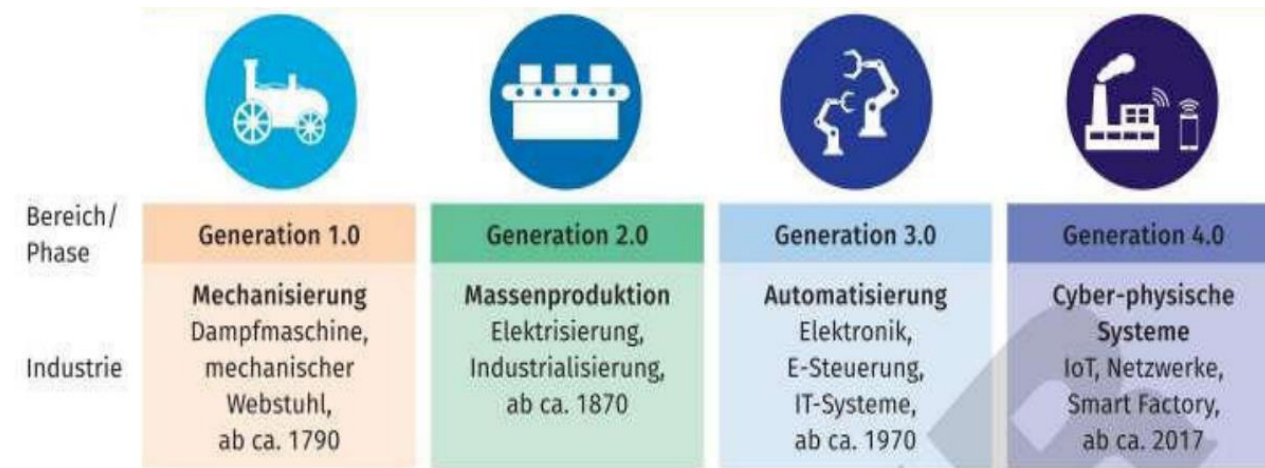 Bereich/
Phase
Generation 1.0
Generation 2.0
Generation 3.0
Generation 4.0
Industrie
Mechanisierung
Dampfmaschine,
mechanischer
Webstuhl,
ab ca. 1790
Massenproduktion
Elektrisierung,
Industrialisierung,
ab ca. 1870
Automatisierung
Elektronik,
E-Steuerung,
IT-Systeme,
ab ca. 1970
Cyber-physische
Systeme
IoT, Netzwerke,
Smart Factory,
ab ca. 2017